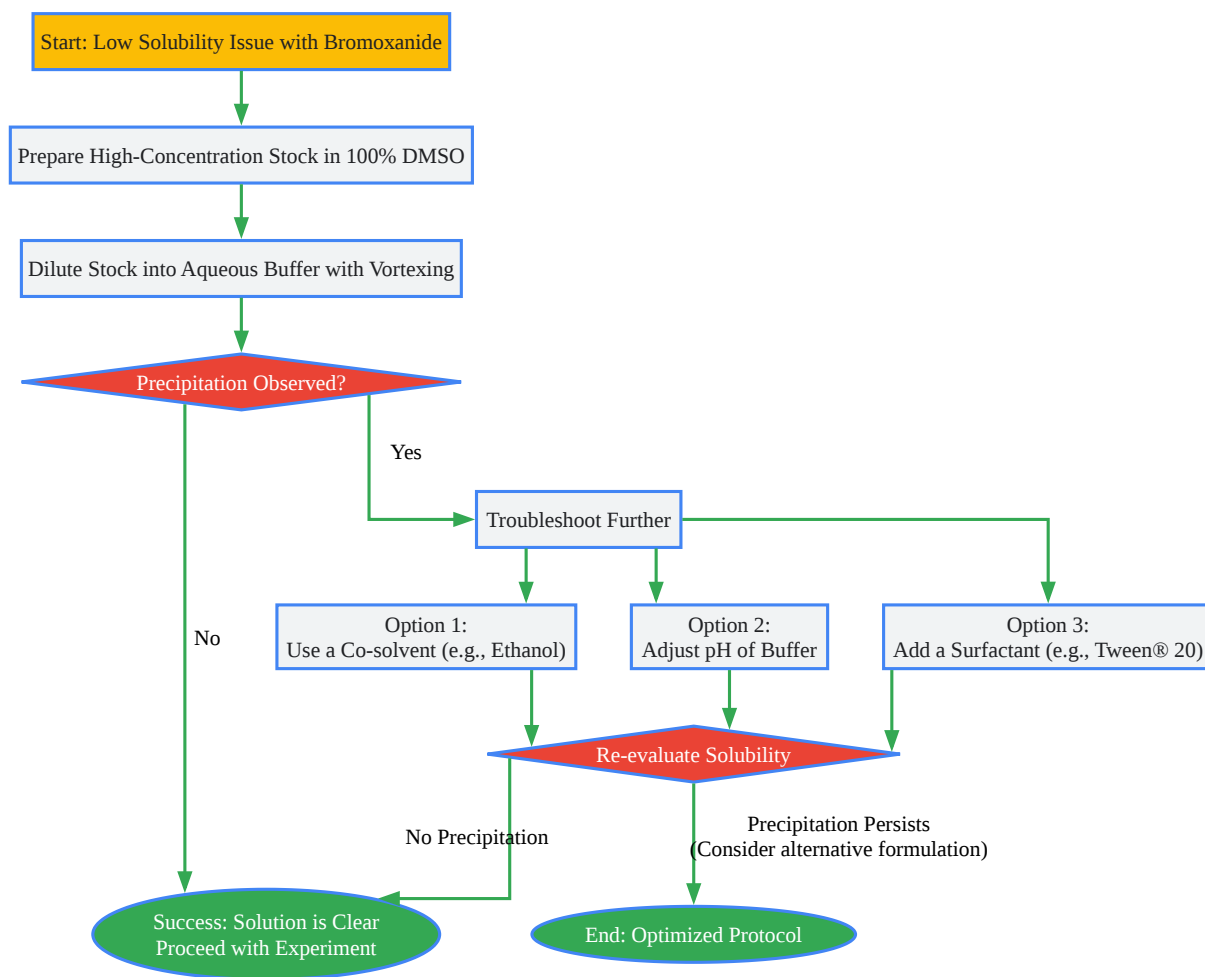 Start: Low Solubility Issue with Bromoxanide
Prepare High-Concentration Stock in 100% DMSO
Dilute Stock into Aqueous Buffer with Vortexing
Precipitation Observed?
Yes
Troubleshoot Further
No
Option 1:
Use a Co-solvent (e.g., Ethanol)
Option 2:
Adjust pH of Buffer
Option 3:
Add a Surfactant (e.g., Tween® 20)
Re-evaluate Solubility
No Precipitation
Precipitation Persists
(Consider alternative formulation)
Success: Solution is Clear
Proceed with Experiment
End: Optimized Protocol